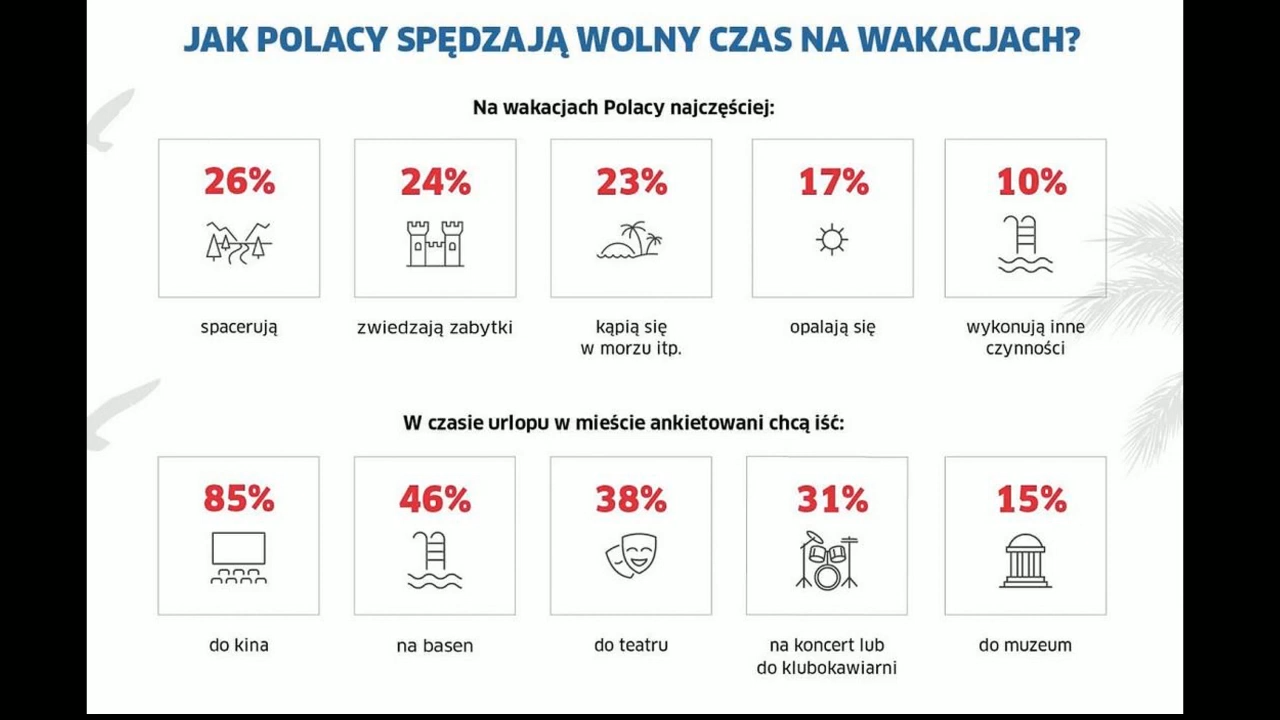 JAK POLACY SPĘDZAJĄ WOLNY CZAS NA WAKACJACH?
Na wakacjach Polacy najczęściej:
26%
24%
23%
17%
10%
spacerują
zwiedzają zabytki
kąpią się
w morzu itp.
opalają się
wykonują inne
czynności
W czasie urlopu w mieście ankietowani chcą iść:
85%
46%
38%
31%
15%
do kina
na basen
do teatru
na koncert lub
do klubokawiarni
do muzeum